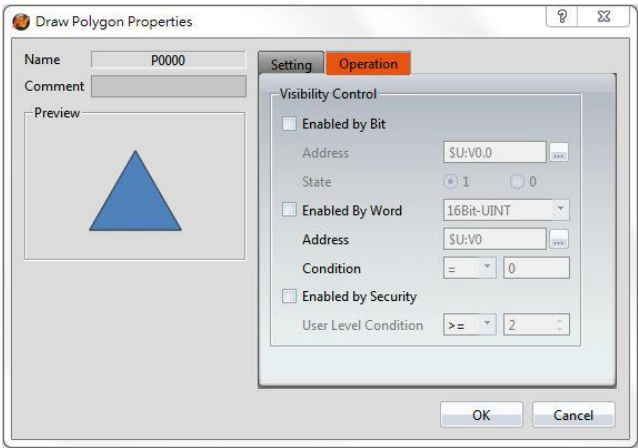 Draw Polygon Properties
Name P0000
Comment
Preview
Setting Operation
Visibility Control
Enabled by Bit
Address $U:V0.0 ...
State 1 0
Enabled By Word 16Bit-UINT
Address $U:V0 ...
Condition = 0
Enabled by Security
User Level Condition >= 2
OK Cancel